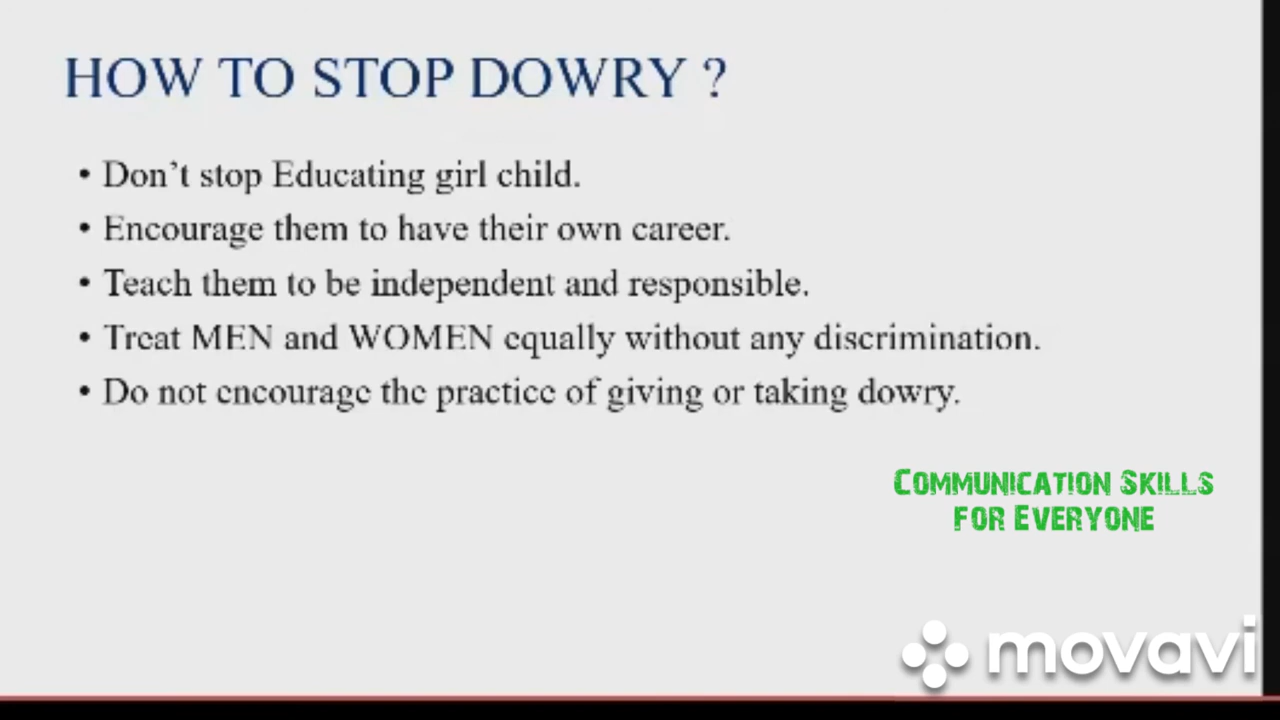 HOW TO STOP DOWRY ?
• Don't stop Educating girl child.
• Encourage them to have their own career.
• Teach them to be independent and responsible.
• Treat MEN and WOMEN equally without any discrimination.
• Do not encourage the practice of giving or taking dowry.
COMMUNICATION SKILLS
FOR EVERYONE
movavi